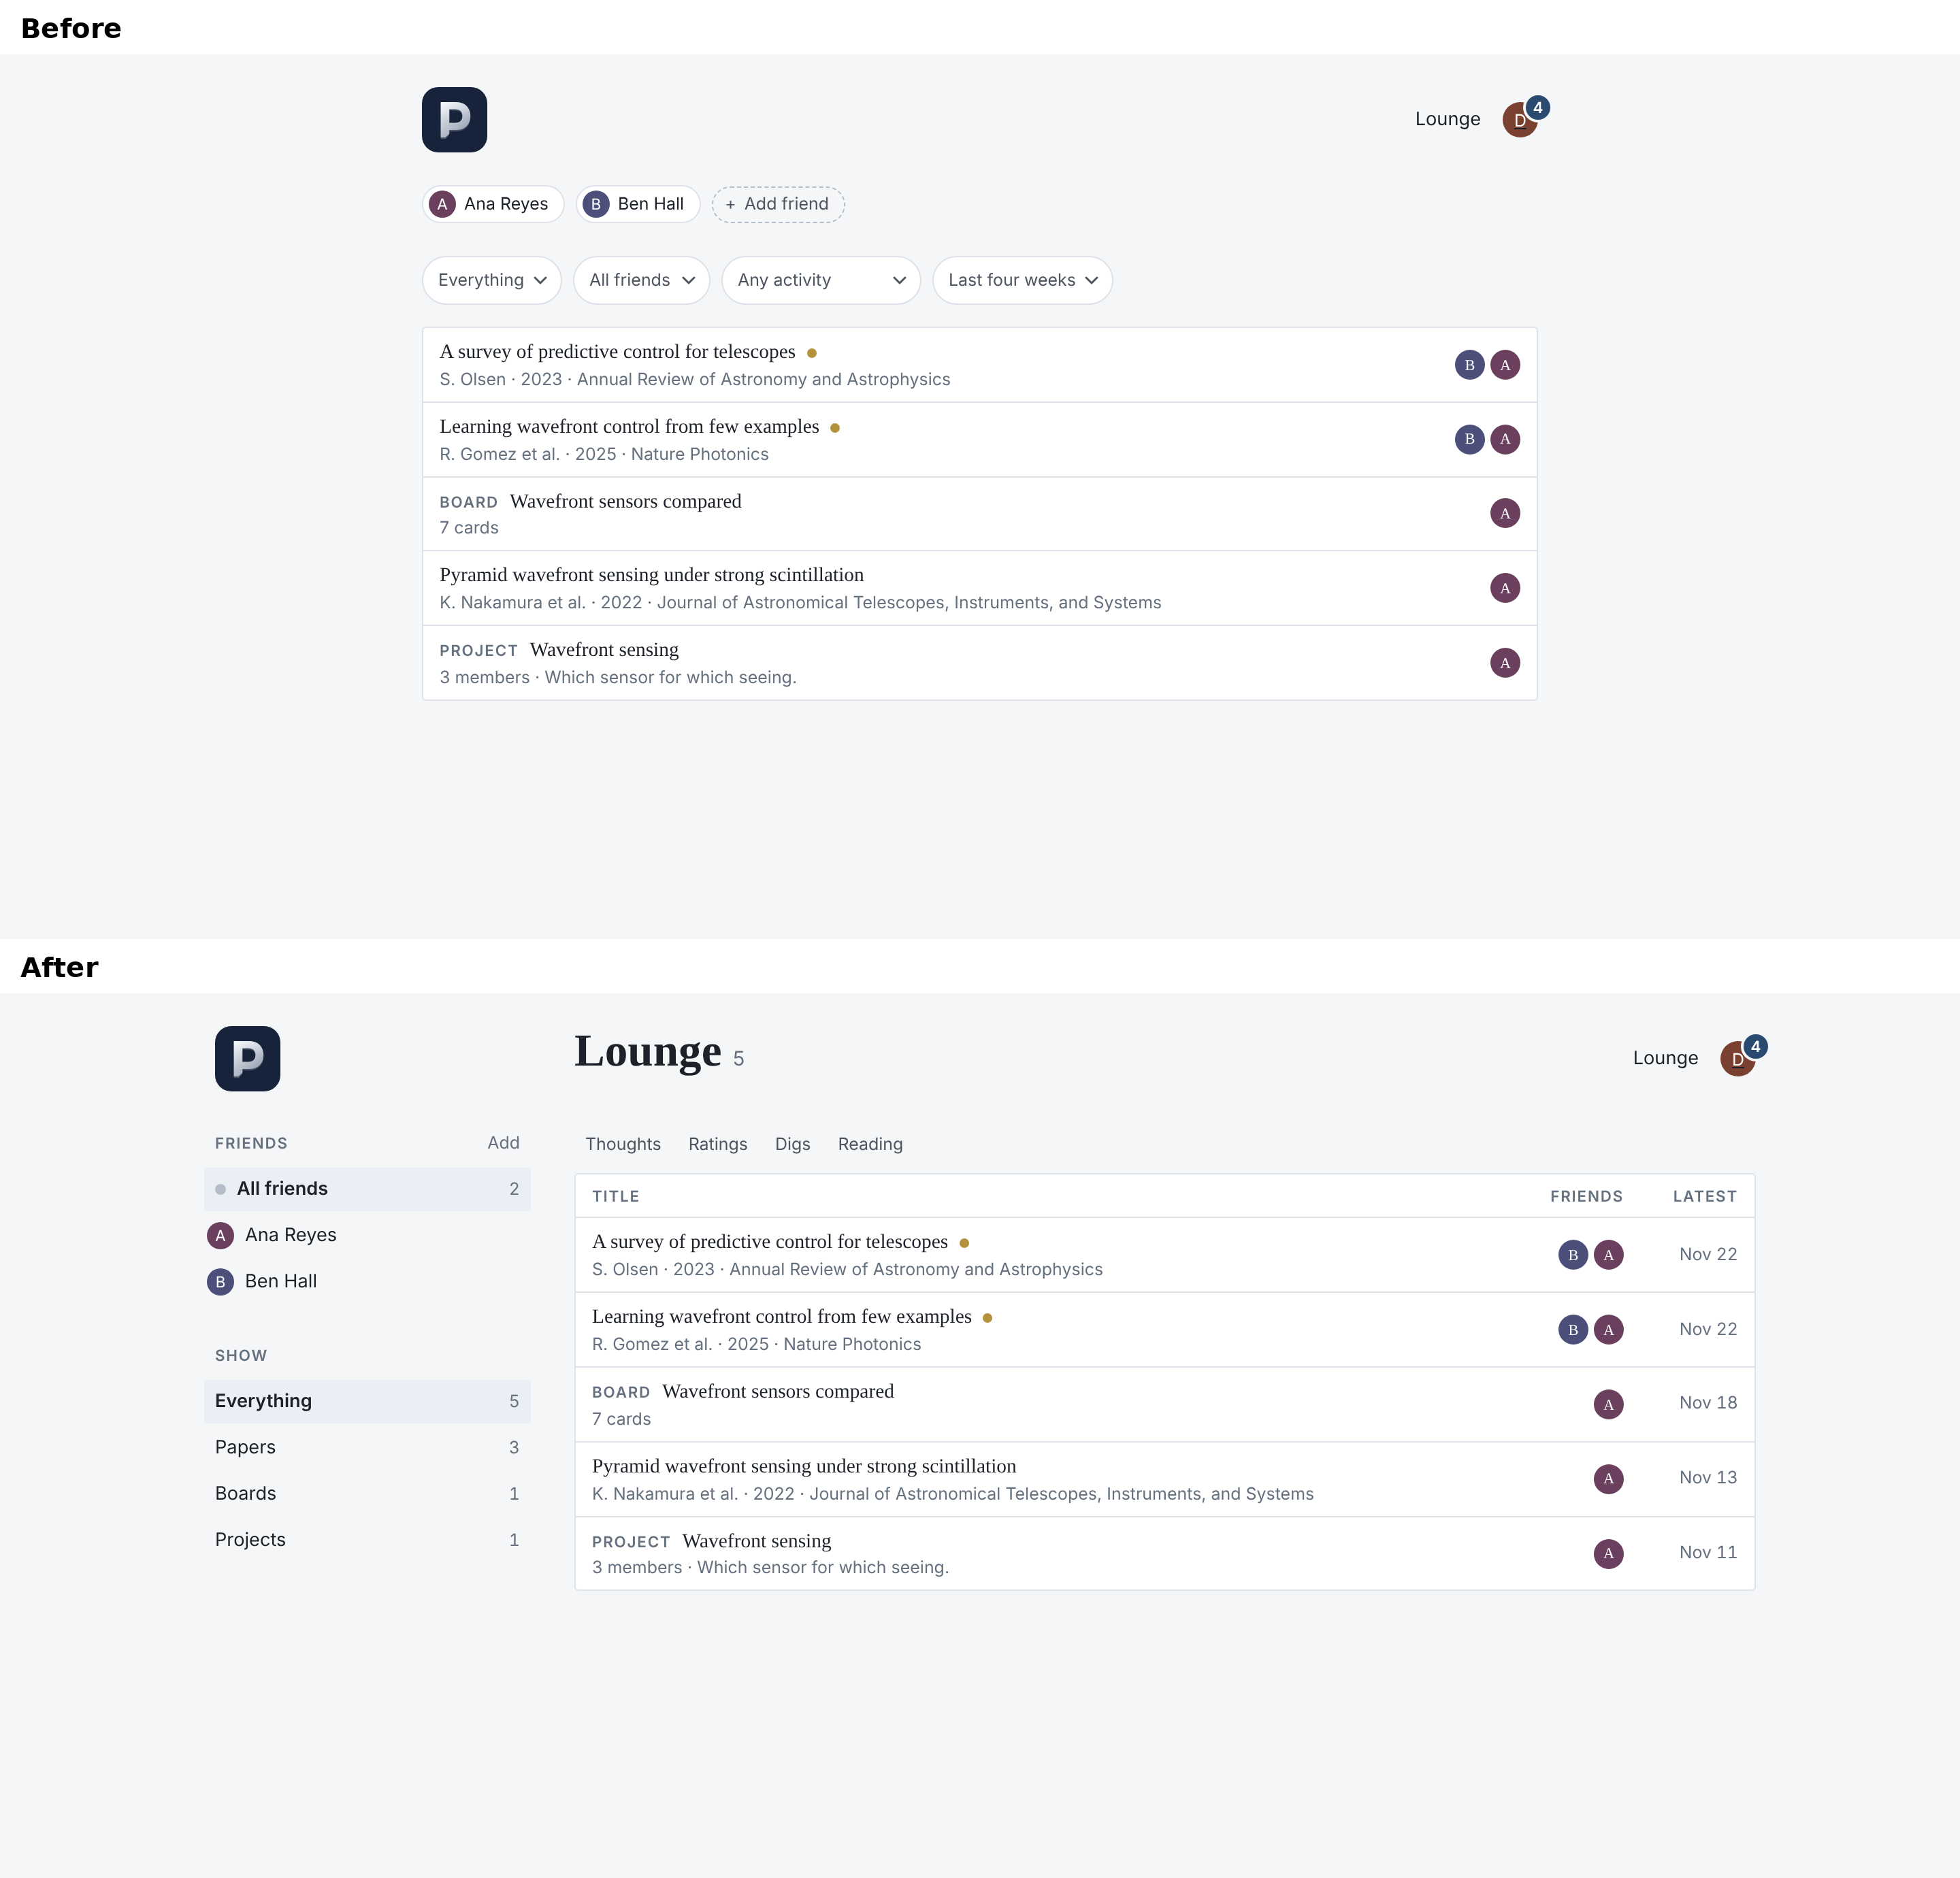 Before
P
Lounge D 4
A Ana Reyes B Ben Hall + Add friend
Everything All friends Any activity Last four weeks
A survey of predictive control for telescopes
S. Olsen · 2023 · Annual Review of Astronomy and Astrophysics
B A
Learning wavefront control from few examples
R. Gomez et al. · 2025 · Nature Photonics
B A
BOARD Wavefront sensors compared
7 cards
A
Pyramid wavefront sensing under strong scintillation
K. Nakamura et al. · 2022 · Journal of Astronomical Telescopes, Instruments, and Systems
A
PROJECT Wavefront sensing
3 members · Which sensor for which seeing.
A
After
P
Lounge 5
Lounge D 4
FRIENDS Add
All friends 2
A Ana Reyes
B Ben Hall
SHOW
Everything 5
Papers 3
Boards 1
Projects 1
Thoughts Ratings Digs Reading
TITLE FRIENDS LATEST
A survey of predictive control for telescopes
S. Olsen · 2023 · Annual Review of Astronomy and Astrophysics
B A Nov 22
Learning wavefront control from few examples
R. Gomez et al. · 2025 · Nature Photonics
B A Nov 22
BOARD Wavefront sensors compared
7 cards
A Nov 18
Pyramid wavefront sensing under strong scintillation
K. Nakamura et al. · 2022 · Journal of Astronomical Telescopes, Instruments, and Systems
A Nov 13
PROJECT Wavefront sensing
3 members · Which sensor for which seeing.
A Nov 11